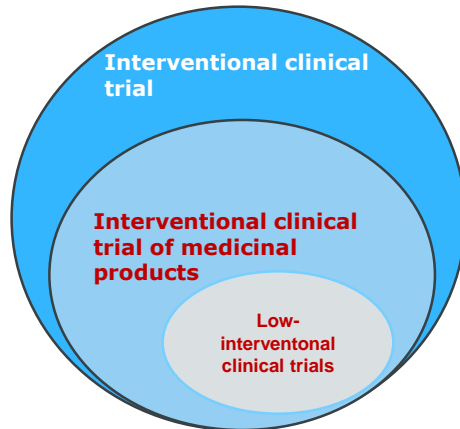 Interventional clinical
trial
Interventional clinical
trial of medicinal
products
Low-
interventonal
clinical trials